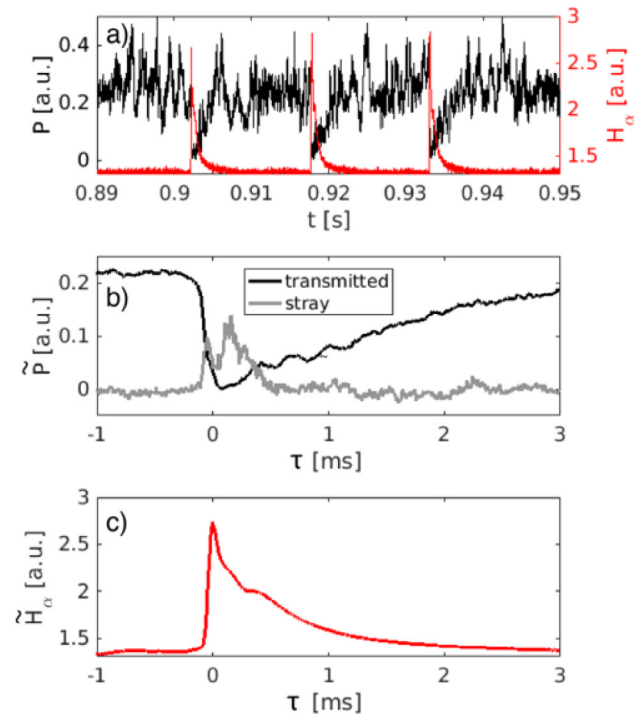 a)
P [a.u.]
0.4
0.2
0
H α [a.u.]
3
2.5
2
1.5
0.89 0.9 0.91 0.92 0.93 0.94 0.95
t [s]
b)
P̃ [a.u.]
0.2
0.1
0
transmitted
stray
-1 0 1 2 3
τ [ms]
c)
H̃ α [a.u.]
3
2.5
2
1.5
-1 0 1 2 3
τ [ms]